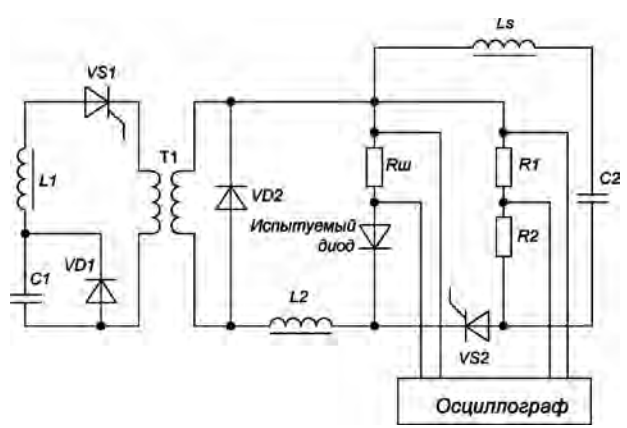 Ls
VS1
T1
L1
VD2
Rш
R1
C2
Испытуемый
диод
R2
C1
VD1
L2
VS2
Осциллограф